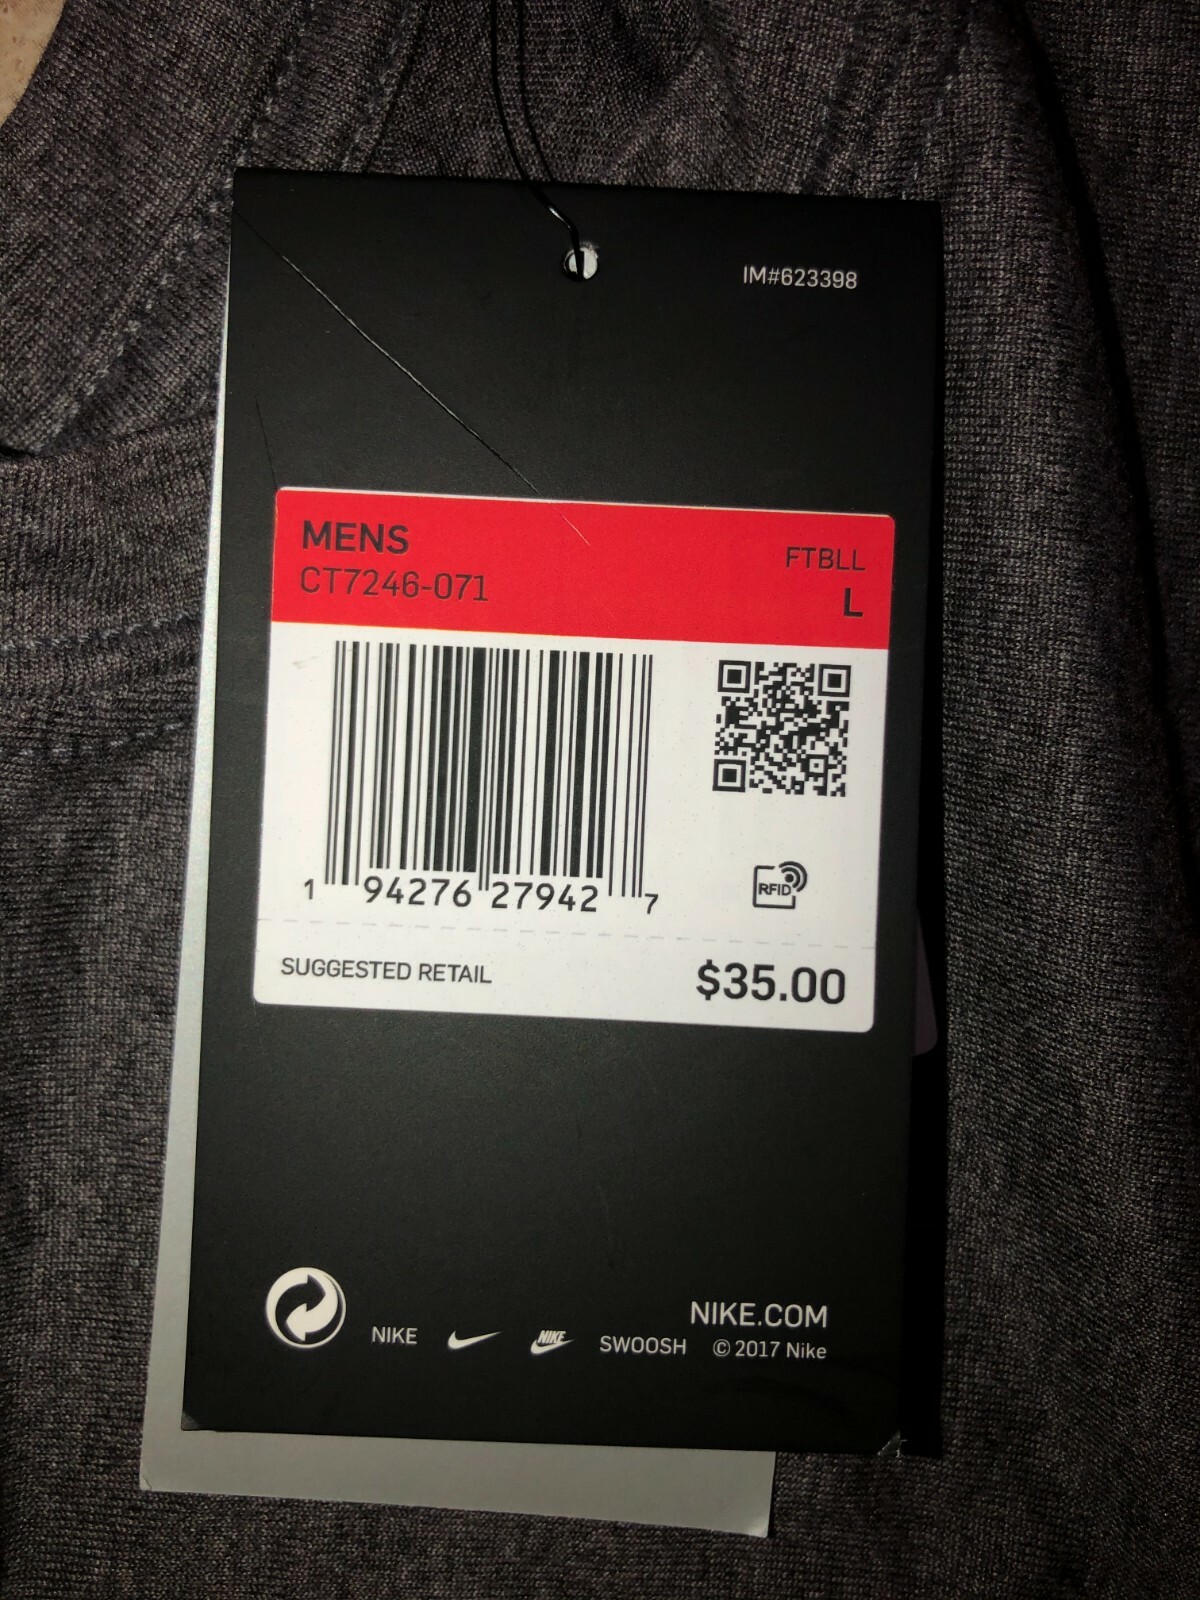 IM#623398
MENS
FTBLL
CT7246-071
L
RFID
1 94276 27942 7
SUGGESTED RETAIL
$35.00
NIKE.COM
NIKE NIKE SWOOSH © 2017 Nike